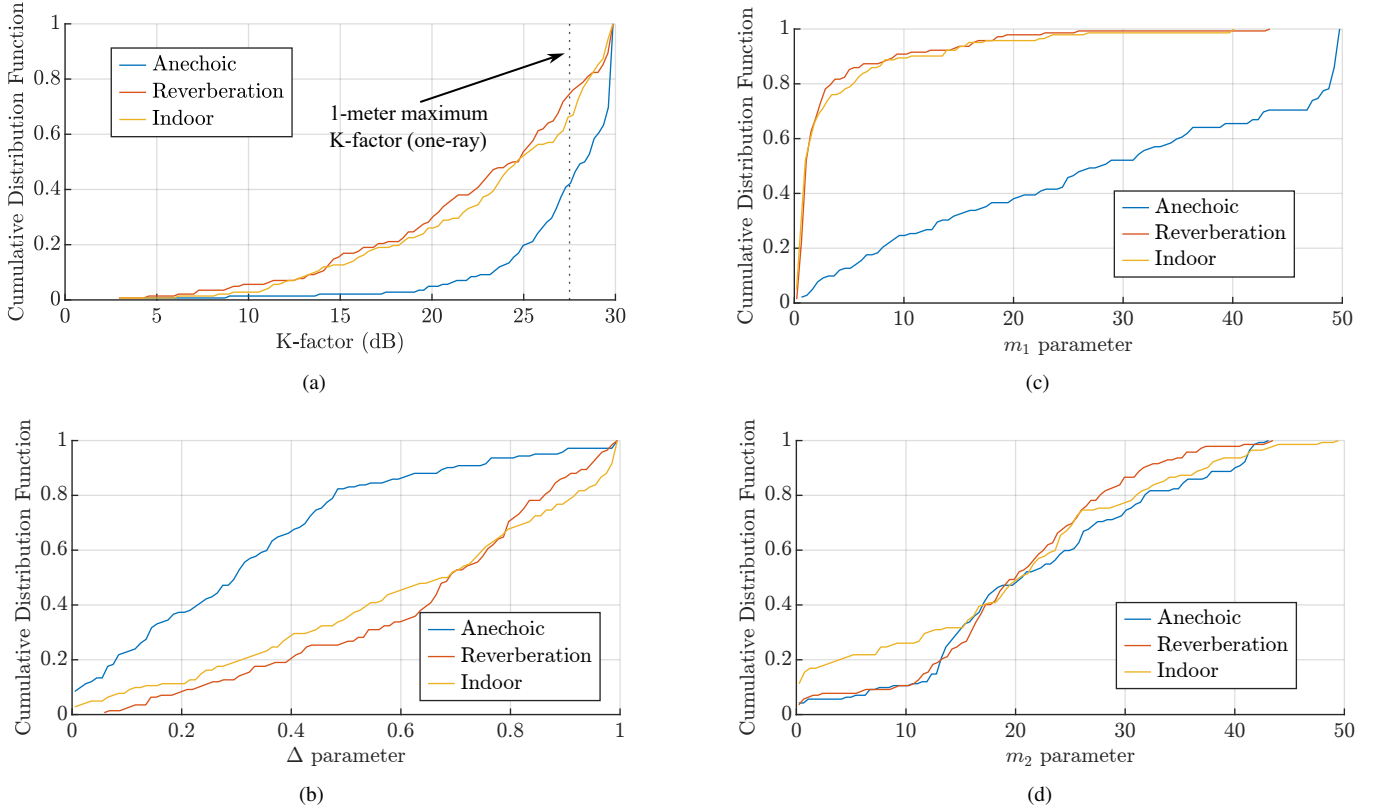 Cumulative Distribution Function
1
0.8
0.6
0.4
0.2
0
Anechoic
Reverberation
Indoor
1-meter maximum
K-factor (one-ray)
0 5 10 15 20 25 30
K-factor (dB)
(a)
Cumulative Distribution Function
1
0.8
0.6
0.4
0.2
0
Anechoic
Reverberation
Indoor
0 10 20 30 40 50
m₁ parameter
(c)
Cumulative Distribution Function
1
0.8
0.6
0.4
0.2
0
Anechoic
Reverberation
Indoor
0 0.2 0.4 0.6 0.8 1
Δ parameter
(b)
Cumulative Distribution Function
1
0.8
0.6
0.4
0.2
0
Anechoic
Reverberation
Indoor
0 10 20 30 40 50
m₂ parameter
(d)